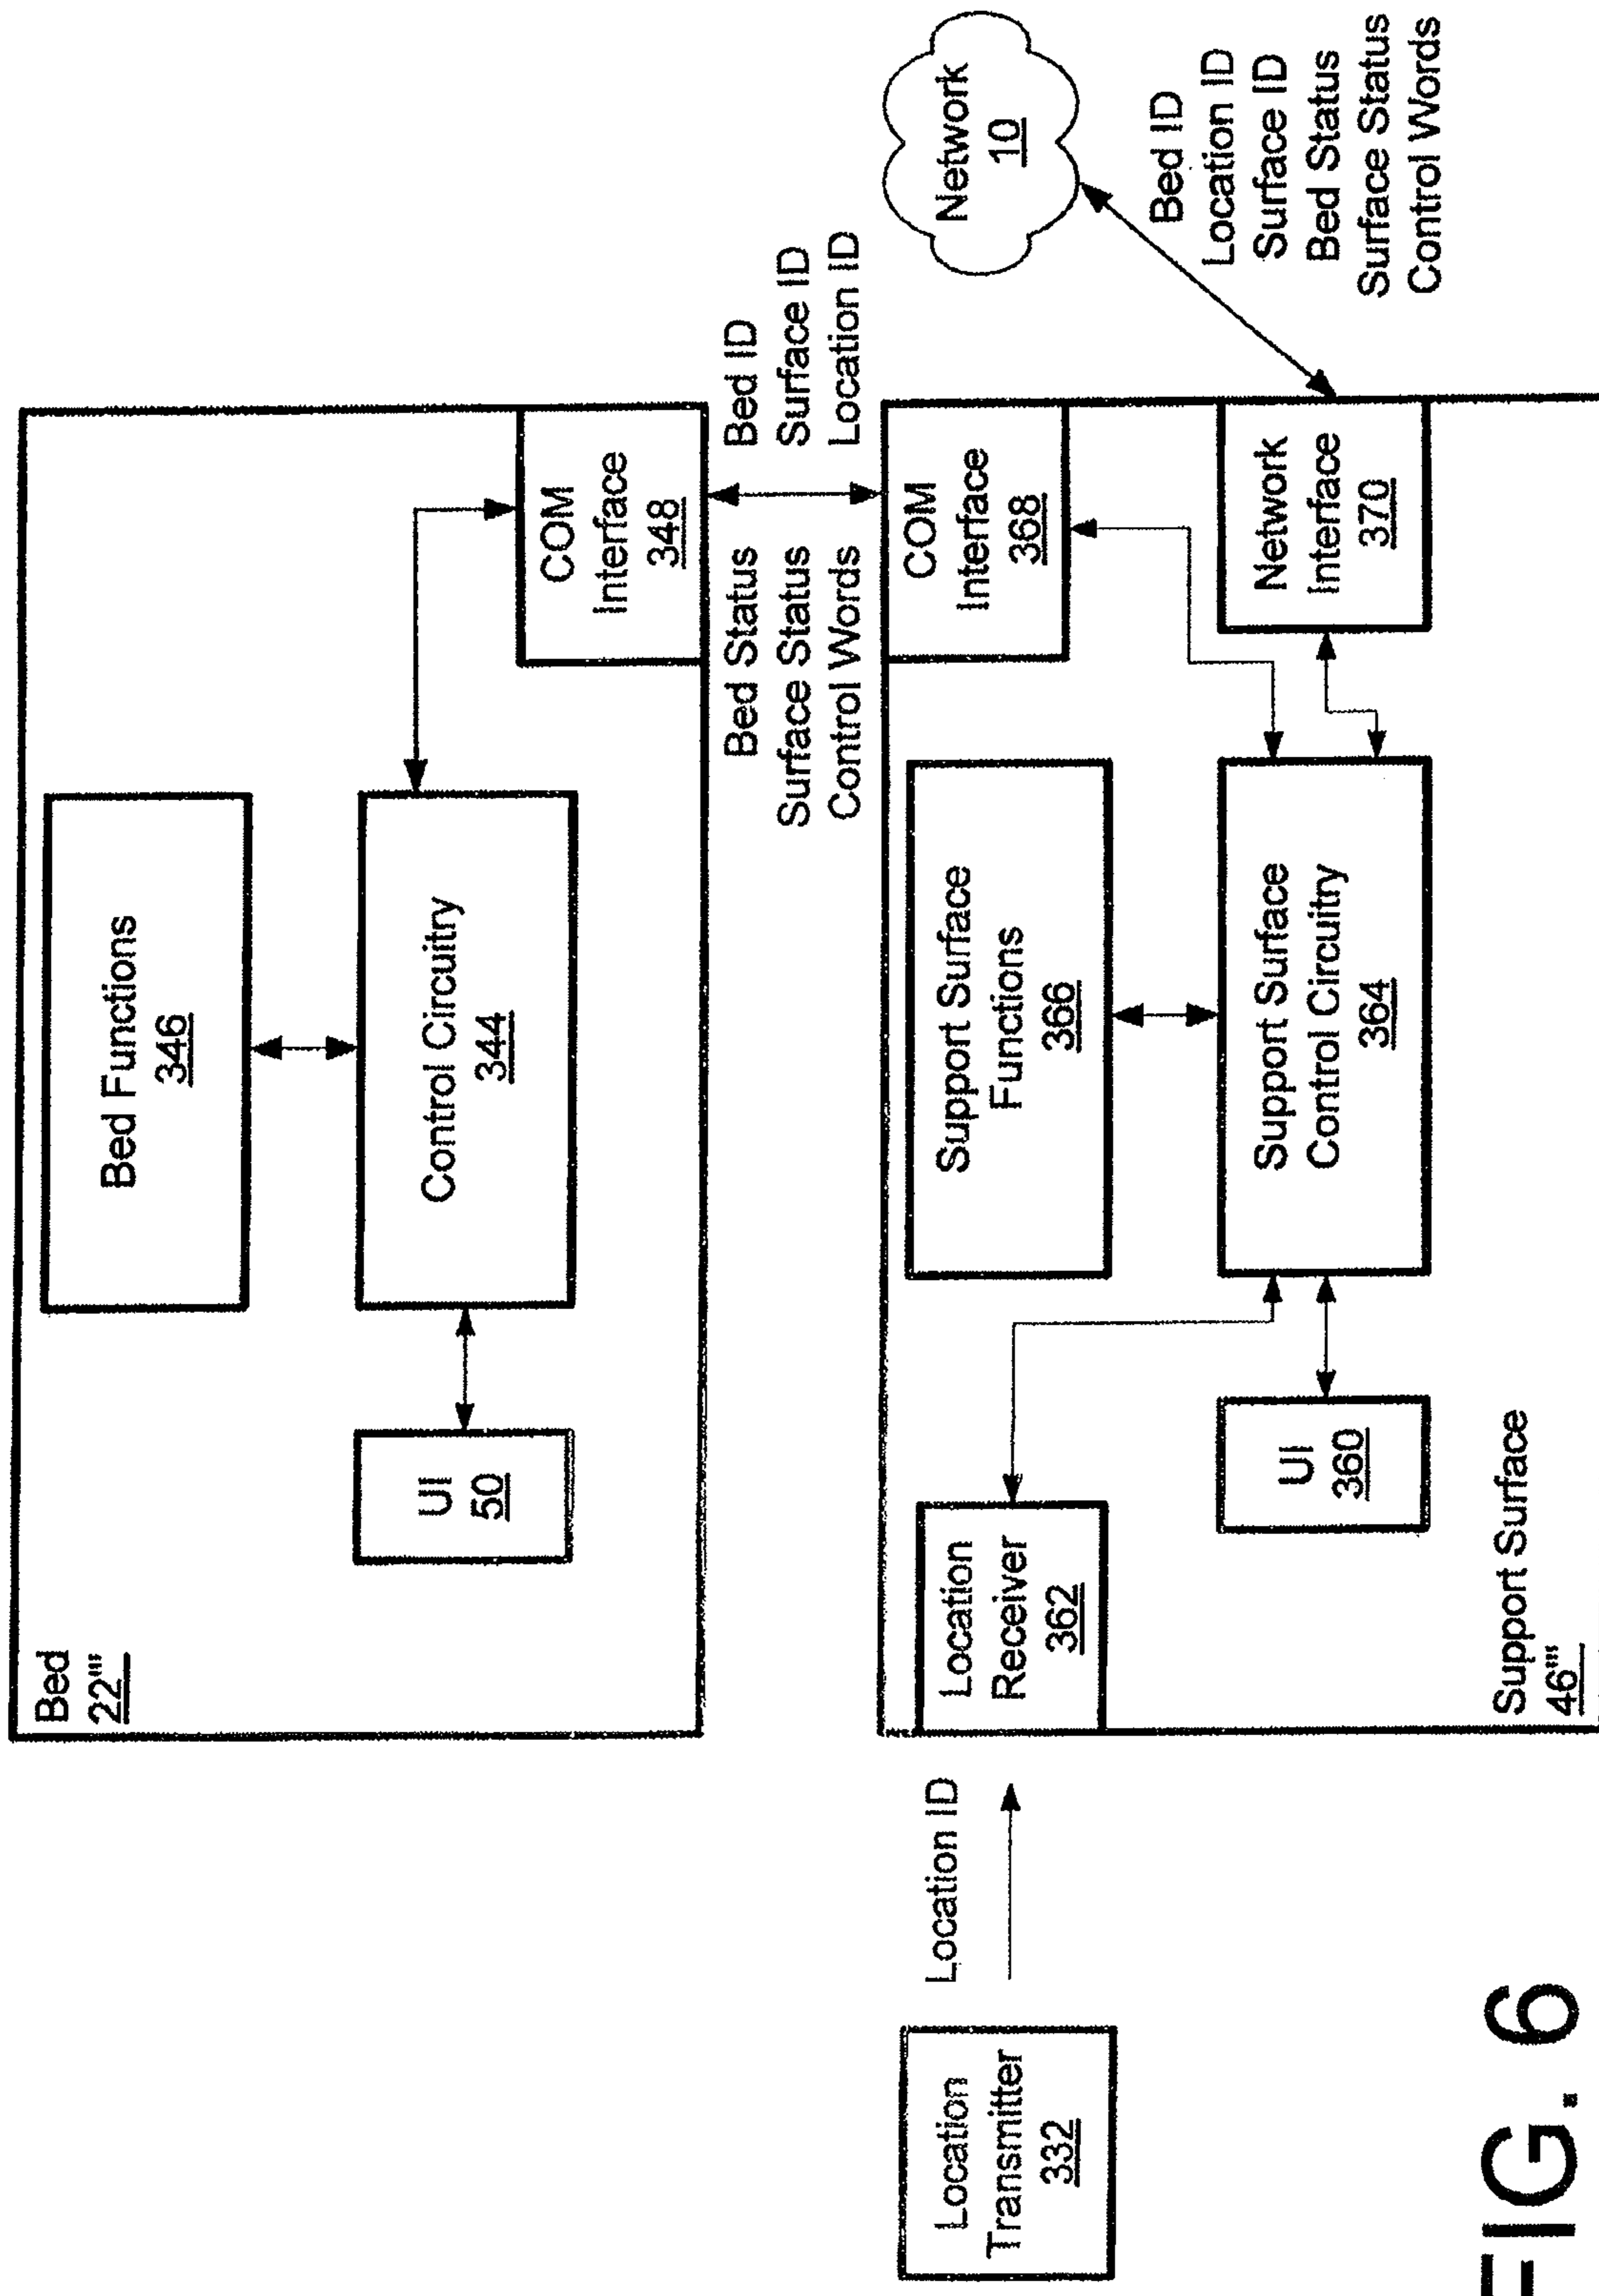 Bed
22'''
Bed Functions
346
UI
50
Control Circuitry
344
COM
Interface
348
Bed Status
Surface Status
Control Words
Bed ID
Surface ID
Location ID
Location
Transmitter
332
Location ID
Location
Receiver
362
Support Surface
Functions
366
COM
Interface
368
UI
360
Support Surface
Control Circuitry
364
Network
Interface
370
Network
10
Bed ID
Location ID
Surface ID
Bed Status
Surface Status
Control Words
Support Surface
46'''
FIG. 6